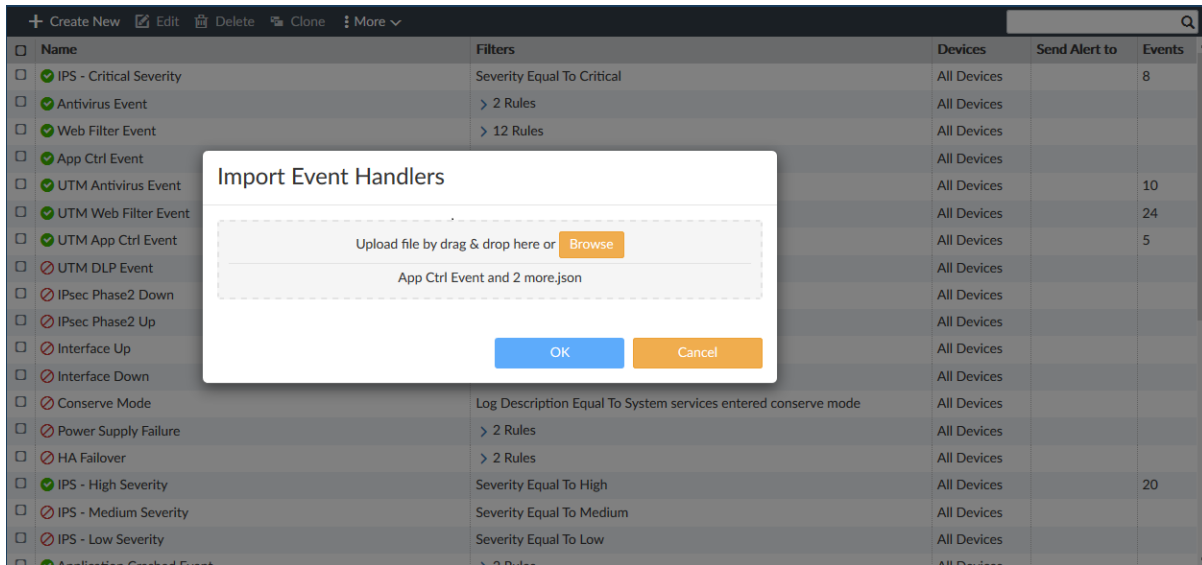 Create New Edit Delete Clone More
Name Filters Devices Send Alert to Events
IPS - Critical Severity Severity Equal To Critical All Devices 8
Antivirus Event > 2 Rules All Devices
Web Filter Event > 12 Rules All Devices
App Ctrl Event All Devices
UTM Antivirus Event All Devices 10
UTM Web Filter Event All Devices 24
UTM App Ctrl Event All Devices 5
UTM DLP Event All Devices
IPsec Phase2 Down All Devices
IPsec Phase2 Up All Devices
Interface Up All Devices
Interface Down All Devices
Conserve Mode Log Description Equal To System services entered conserve mode All Devices
Power Supply Failure > 2 Rules All Devices
HA Failover > 2 Rules All Devices
IPS - High Severity Severity Equal To High All Devices 20
IPS - Medium Severity Severity Equal To Medium All Devices
IPS - Low Severity Severity Equal To Low All Devices
Application Crashed Event Rules All Devices
Import Event Handlers
Upload file by drag & drop here or Browse
App Ctrl Event and 2 more.json
OK Cancel